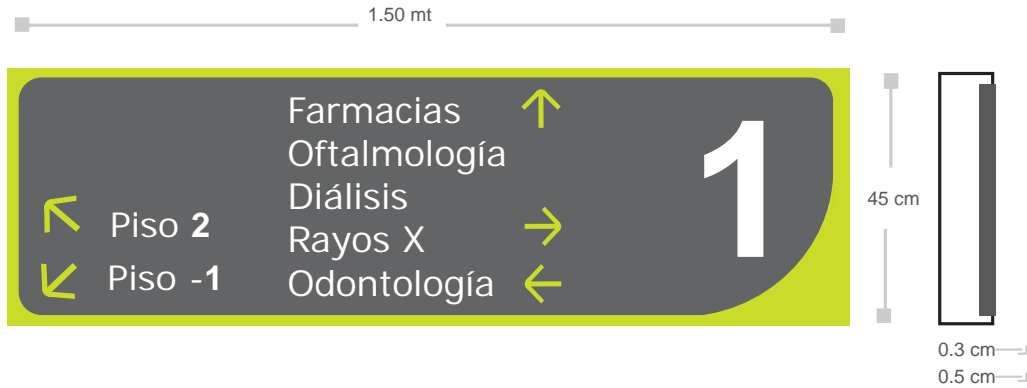 1.50 mt
Farmacias
Oftalmología
Diálisis
Rayos X
Odontología
Piso 2
Piso -1
1
45 cm
0.3 cm
0.5 cm